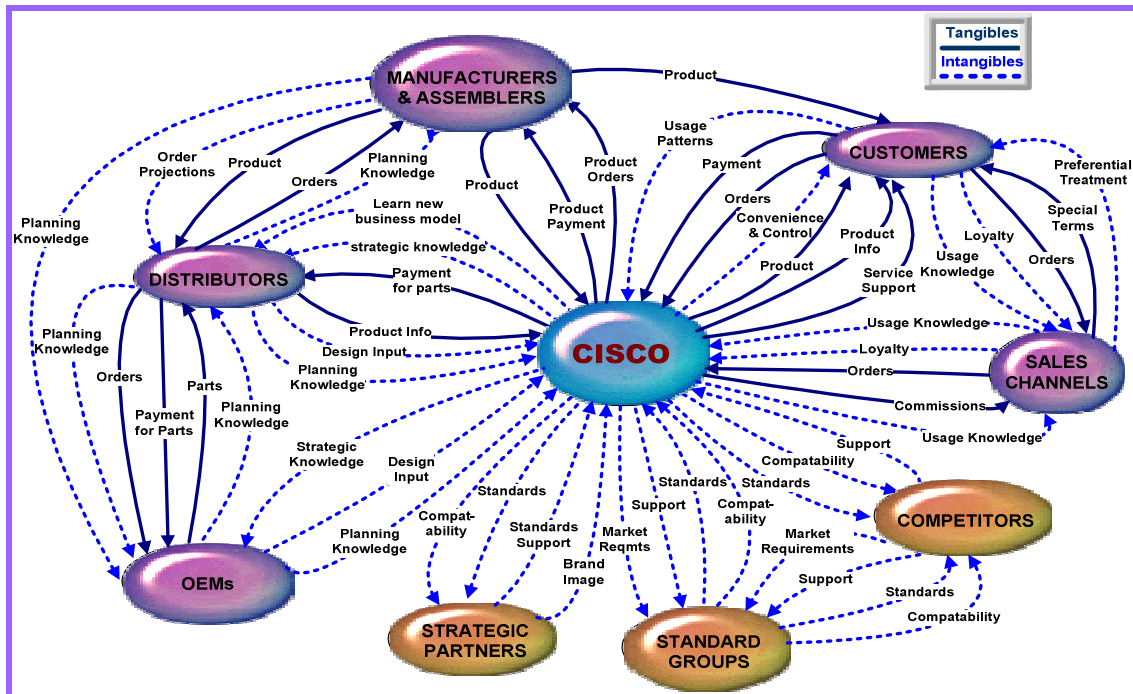 Tangibles
Intangibles
MANUFACTURERS
& ASSEMBLERS
Product
Usage
Patterns
CUSTOMERS
Order
Projections
Product
Orders
Planning
Knowledge
Product
Product
Orders
Payment
Preferential
Treatment
Planning
Knowledge
Learn new
business model
Product
Payment
Orders
Convenience
& Control
Product
Info
Usage
Knowledge
Loyalty
Special
Terms
strategic knowledge
Product
Service
Support
Orders
DISTRIBUTORS
Payment
for parts
Planning
Knowledge
Product Info
Usage Knowledge
Design Input
CISCO
Loyalty
SALES
CHANNELS
Planning
Knowledge
Orders
Orders
Parts
Commissions
Payment
for Parts
Planning
Knowledge
Usage Knowledge
Strategic
Knowledge
Design
Input
Support
Compatability
Standards
Standards
Standards
Support
Compat-
ability
Compat-
ability
COMPETITORS
Planning
Knowledge
Standards
Support
Market
Reqmts
Market
Requirements
Brand
Image
Support
OEMs
Standards
Compatability
STRATEGIC
PARTNERS
STANDARD
GROUPS